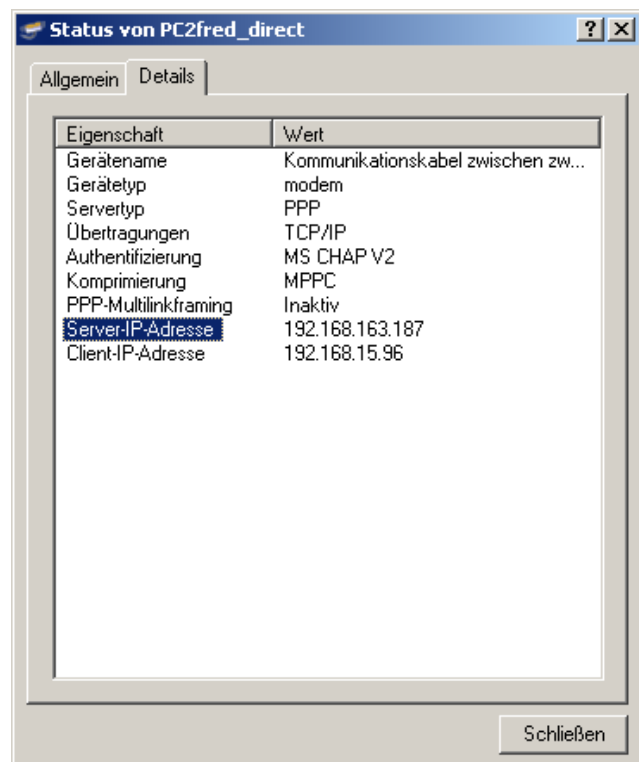 Status von PC2fred_direct
Allgemein Details
Eigenschaft Wert
Gerätename Kommunikationskabel zwischen zw...
Gerätetyp modem
Servertyp PPP
Übertragungen TCP/IP
Authentifizierung MS CHAP V2
Komprimierung MPPC
PPP-Multilinkframing Inaktiv
Server-IP-Adresse 192.168.163.187
Client-IP-Adresse 192.168.15.96
Schließen